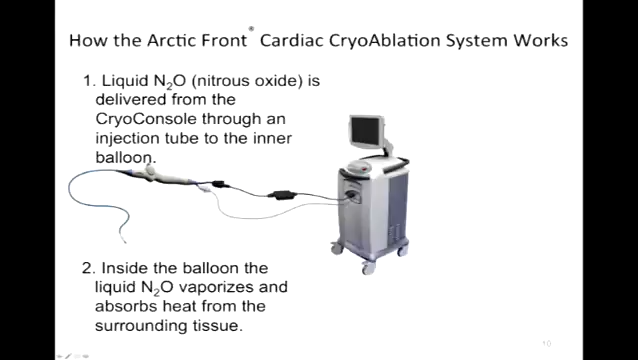 How the Arctic Front® Cardiac CryoAblation System Works
1. Liquid N₂O (nitrous oxide) is
delivered from the
CryoConsole through an
injection tube to the inner
balloon.
2. Inside the balloon the
liquid N₂O vaporizes and
absorbs heat from the
surrounding tissue.
10